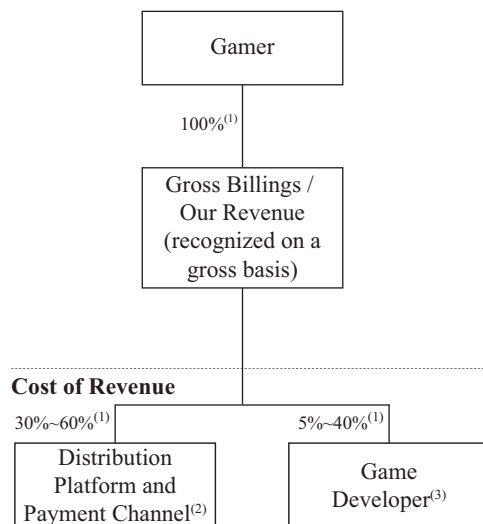 Gamer
100%(1)
Gross Billings /
Our Revenue
(recognized on a
gross basis)
Cost of Revenue
30%~60%(1)
5%~40%(1)
Distribution
Platform and
Payment Channel(2)
Game
Developer(3)